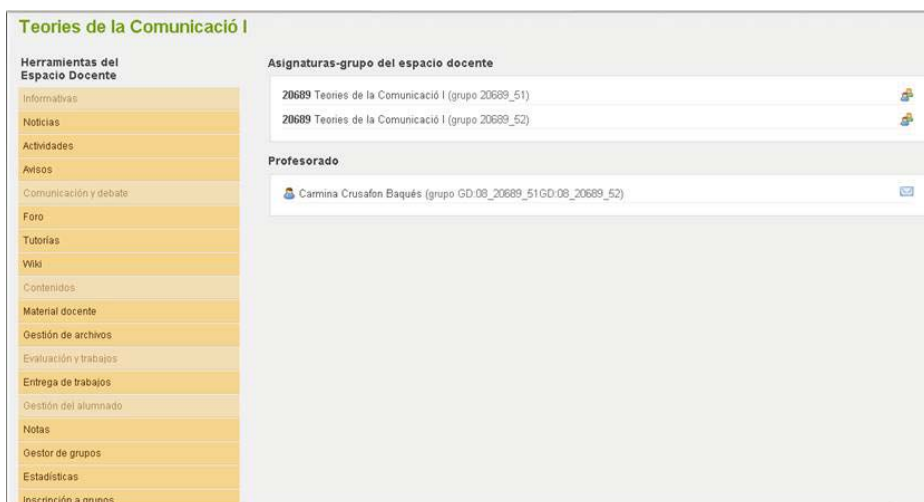 Teories de la Comunicació I
Herramientas del
Espacio Docente
Informativas
Noticias
Actividades
Avisos
Comunicación y debate
Foro
Tutorías
Wiki
Contenidos
Material docente
Gestión de archivos
Evaluación y trabajos
Entrega de trabajos
Gestión del alumnado
Notas
Gestor de grupos
Estadísticas
Inscripción a grupos
Asignaturas-grupo del espacio docente
20689 Teories de la Comunicació I (grupo 20689_51)
20689 Teories de la Comunicació I (grupo 20689_52)
Profesorado
Carmina Crusafon Baqués (grupo GD:08_20689_51GD:08_20689_52)